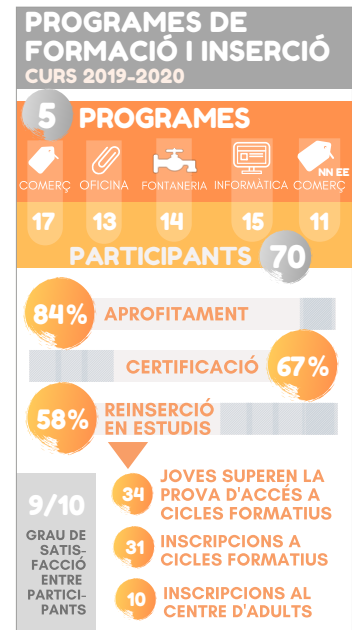 PROGRAMES DE
FORMACIÓ I INSERCIÓ
CURS 2019-2020
5 PROGRAMES
NN EE
COMERÇ OFICINA FONTANERIA INFORMÀTICA COMERÇ
17 13 14 15 11
PARTICIPANTS 70
84% APROFITAMENT
CERTIFICACIÓ 67%
58% REINSERCIÓ
EN ESTUDIS
34 JOVES SUPEREN LA
PROVA D'ACCÉS A
CICLES FORMATIUS
31 INSCRIPCIONS A
CICLES FORMATIUS
10 INSCRIPCIONS AL
CENTRE D'ADULTS
9/10
GRAU DE
SATIS-
FACCIÓ
ENTRE
PARTICI-
PANTS